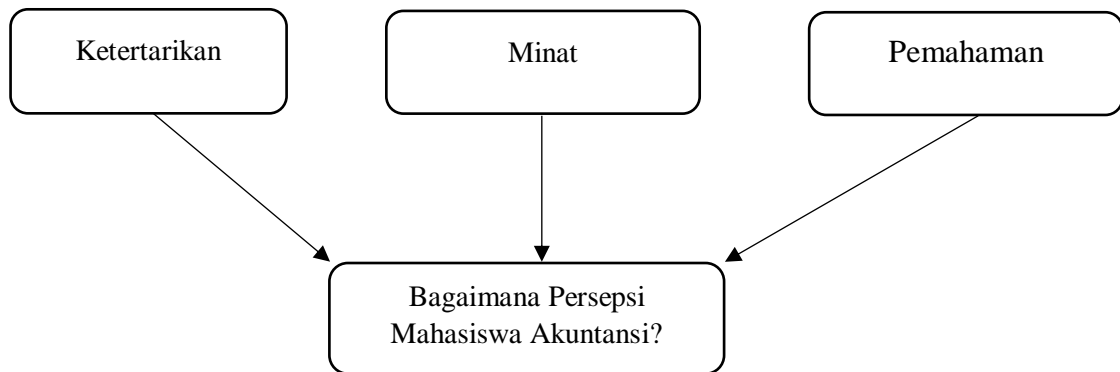 Ketertarikan
Minat
Pemahaman
Bagaimana Persepsi
Mahasiswa Akuntansi?